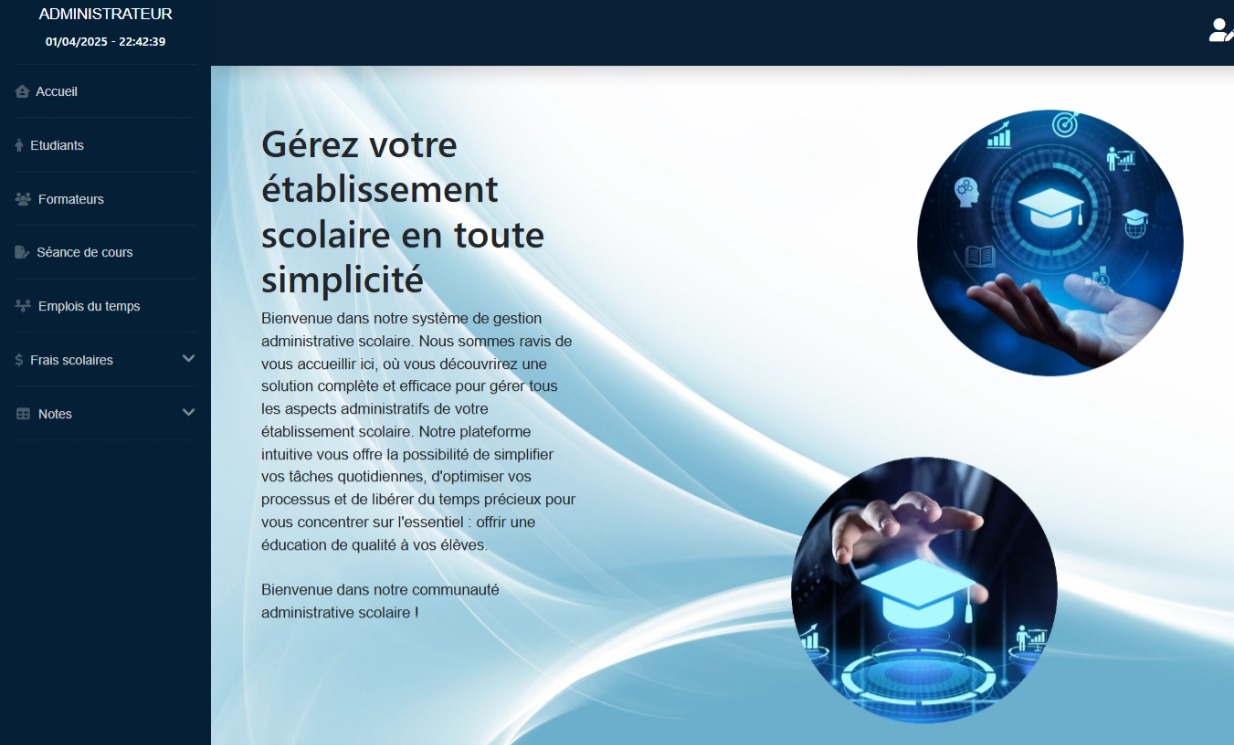 ADMINISTRATEUR
01/04/2025 - 22:42:39
Accueil
Etudiants
Formateurs
Séance de cours
Emplois du temps
Frais scolaires
Notes
Gérez votre
établissement
scolaire en toute
simplicité
Bienvenue dans notre système de gestion
administrative scolaire. Nous sommes ravis de
vous accueillir ici, où vous découvrirez une
solution complète et efficace pour gérer tous
les aspects administratifs de votre
établissement scolaire. Notre plateforme
intuitive vous offre la possibilité de simplifier
vos tâches quotidiennes, d'optimiser vos
processus et de libérer du temps précieux pour
vous concentrer sur l'essentiel : offrir une
éducation de qualité à vos élèves.
Bienvenue dans notre communauté
administrative scolaire !